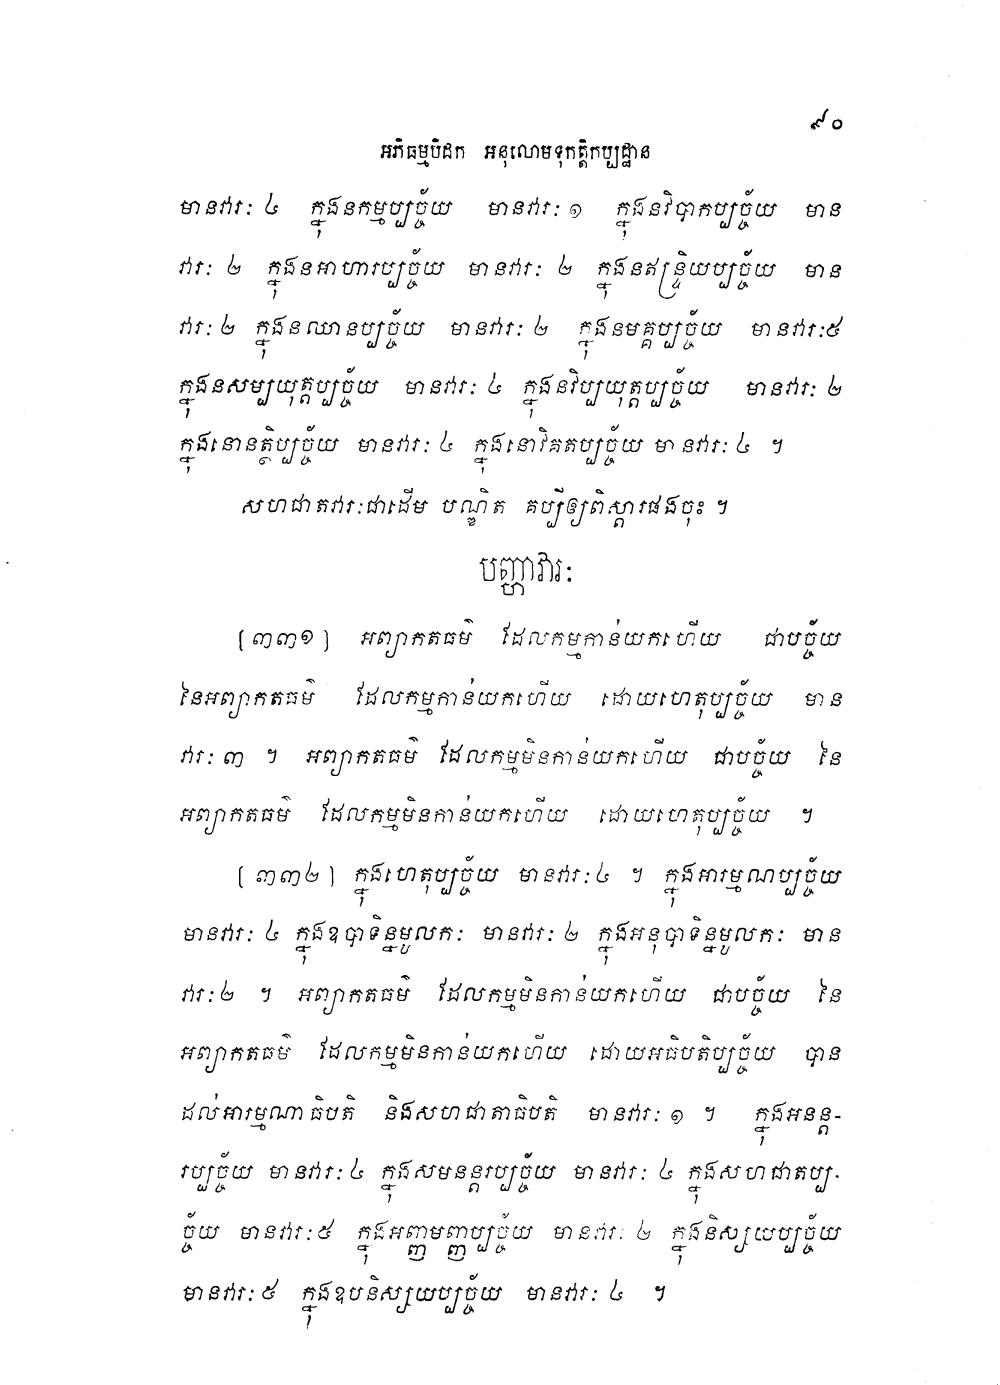 ៩០
អភិធម្មបិដក អនុលោមទុកត្តិកប្បដ្ឋាន
មានវារៈ ៤ ក្នុងនកម្មប្បច្ច័យ មានវារៈ ១ ក្នុងនវិបាកប្បច្ច័យ មាន
វារៈ ២ ក្នុងនអាហារប្បច្ច័យ មានវារៈ ២ ក្នុងនឥន្ទ្រិយប្បច្ច័យ មាន
វារៈ ២ ក្នុងនឈានប្បច្ច័យ មានវារៈ ២ ក្នុងនមគ្គប្បច្ច័យ មានវារៈ ៥
ក្នុងនសម្បយុត្តប្បច្ច័យ មានវារៈ ៤ ក្នុងនវិប្បយុត្តប្បច្ច័យ មានវារៈ ២
ក្នុងនោនត្ថិប្បច្ច័យ មានវារៈ ៤ ក្នុងនោវិគតប្បច្ច័យ មានវារៈ ៤ ។
សហជាតវារៈជាដើម បណ្ឌិត គប្បីឲ្យពិស្តារផងចុះ ។
បញ្ហាវារៈ
(៣៣១) អព្យាកតធម៌ ដែលកម្មកាន់យកហើយ ជាបច្ច័យ
នៃអព្យាកតធម៌ ដែលកម្មកាន់យកហើយ ដោយហេតុប្បច្ច័យ មាន
វារៈ ៣ ។ អព្យាកតធម៌ ដែលកម្មមិនកាន់យកហើយ ជាបច្ច័យ នៃ
អព្យាកតធម៌ ដែលកម្មមិនកាន់យកហើយ ដោយហេតុប្បច្ច័យ ។
(៣៣២) ក្នុងហេតុប្បច្ច័យ មានវារៈ ៤ ។ ក្នុងអារម្មណប្បច្ច័យ
មានវារៈ ៤ ក្នុងឧបាទិន្នមូលកៈ មានវារៈ ២ ក្នុងអនុបាទិន្នមូលកៈ មាន
វារៈ ២ ។ អព្យាកតធម៌ ដែលកម្មមិនកាន់យកហើយ ជាបច្ច័យ នៃ
អព្យាកតធម៌ ដែលកម្មមិនកាន់យកហើយ ដោយអធិបតិប្បច្ច័យ បាន
ដល់អារម្មណាធិបតិ និងសហជាតាធិបតិ មានវារៈ ១ ។ ក្នុងអនន្ត-
រប្បច្ច័យ មានវារៈ ៤ ក្នុងសមនន្តរប្បច្ច័យ មានវារៈ ៤ ក្នុងសហជាតប្ប-
ច្ច័យ មានវារៈ ៥ ក្នុងអញ្ញមញ្ញប្បច្ច័យ មានវារៈ ២ ក្នុងនិស្សយប្បច្ច័យ
មានវារៈ ៥ ក្នុងឧបនិស្សយប្បច្ច័យ មានវារៈ ៤ ។